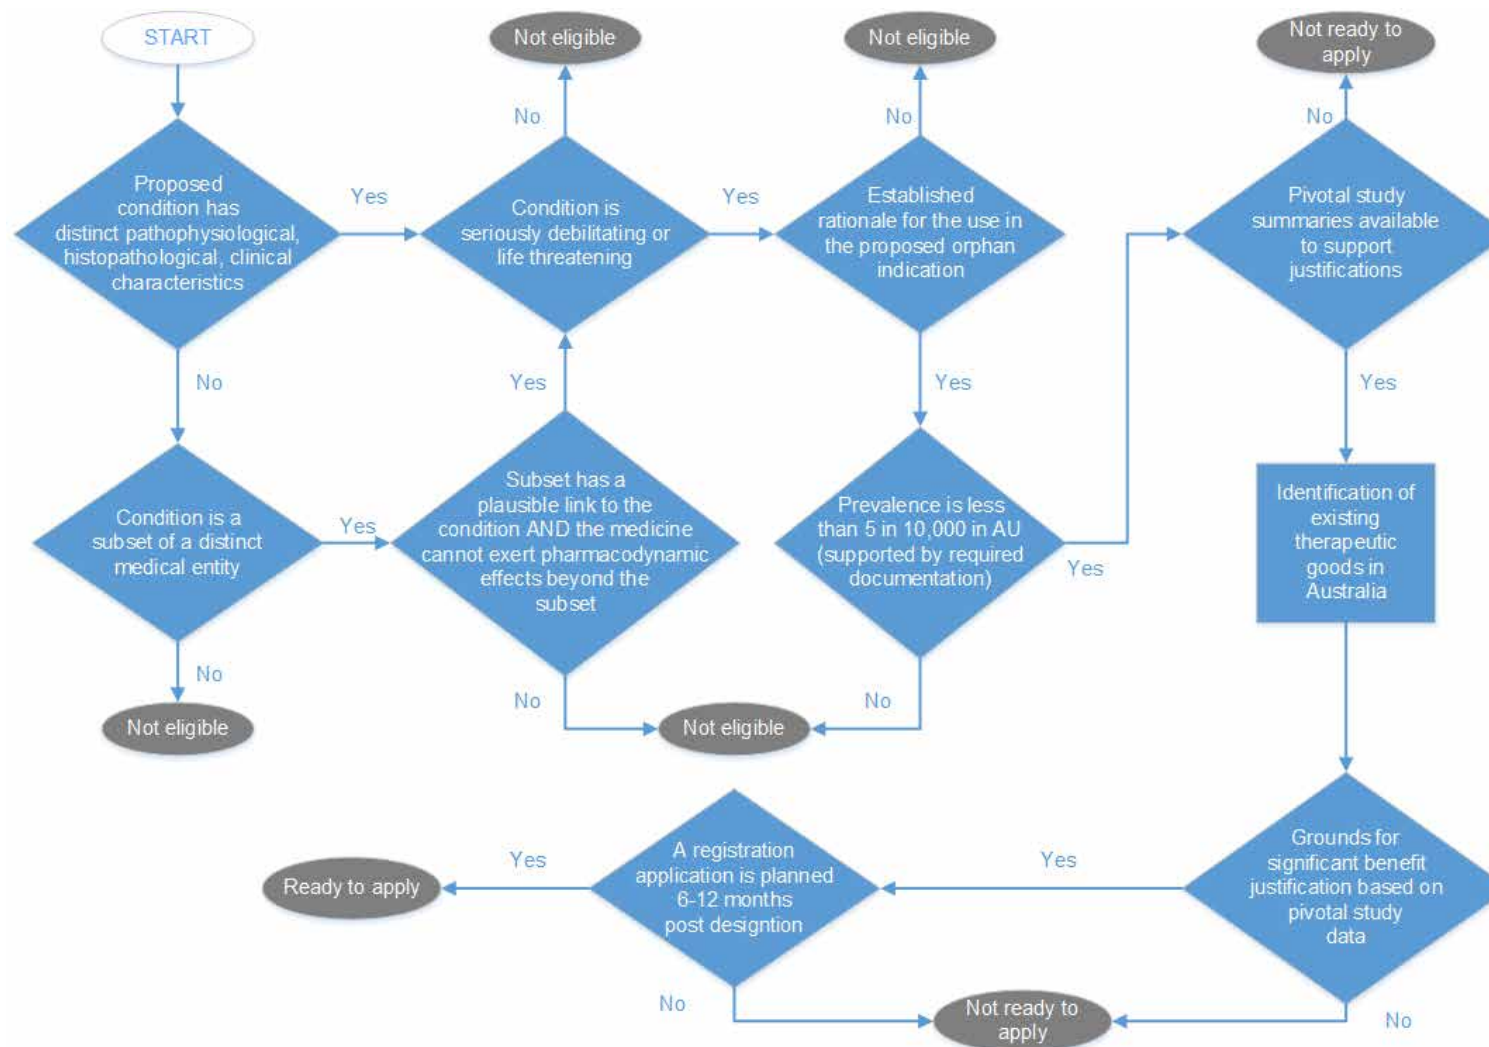 START
Not eligible
Not eligible
Not ready to
apply
No
No
No
Proposed
condition has
distinct pathophysiological,
histopathological, clinical
characteristics
Yes
Condition is
seriously debilitating or
life threatening
Yes
Established
rationale for the use in
the proposed orphan
indication
Pivotal study
summaries available
to support
justifications
No
Yes
Yes
Yes
Condition is a
subset of a distinct
medical entity
Yes
Subset has a
plausible link to the
condition AND the medicine
cannot exert pharmacodynamic
effects beyond the
subset
Prevalence is less
than 5 in 10,000 in AU
(supported by required
documentation)
Yes
Identification of
existing
therapeutic
goods in
Australia
No
No
No
Not eligible
Not eligible
Ready to apply
Yes
A registration
application is planned
6-12 months
post designtion
Yes
Grounds for
significant benefit
justification based on
pivotal study
data
No
Not ready to
apply
No